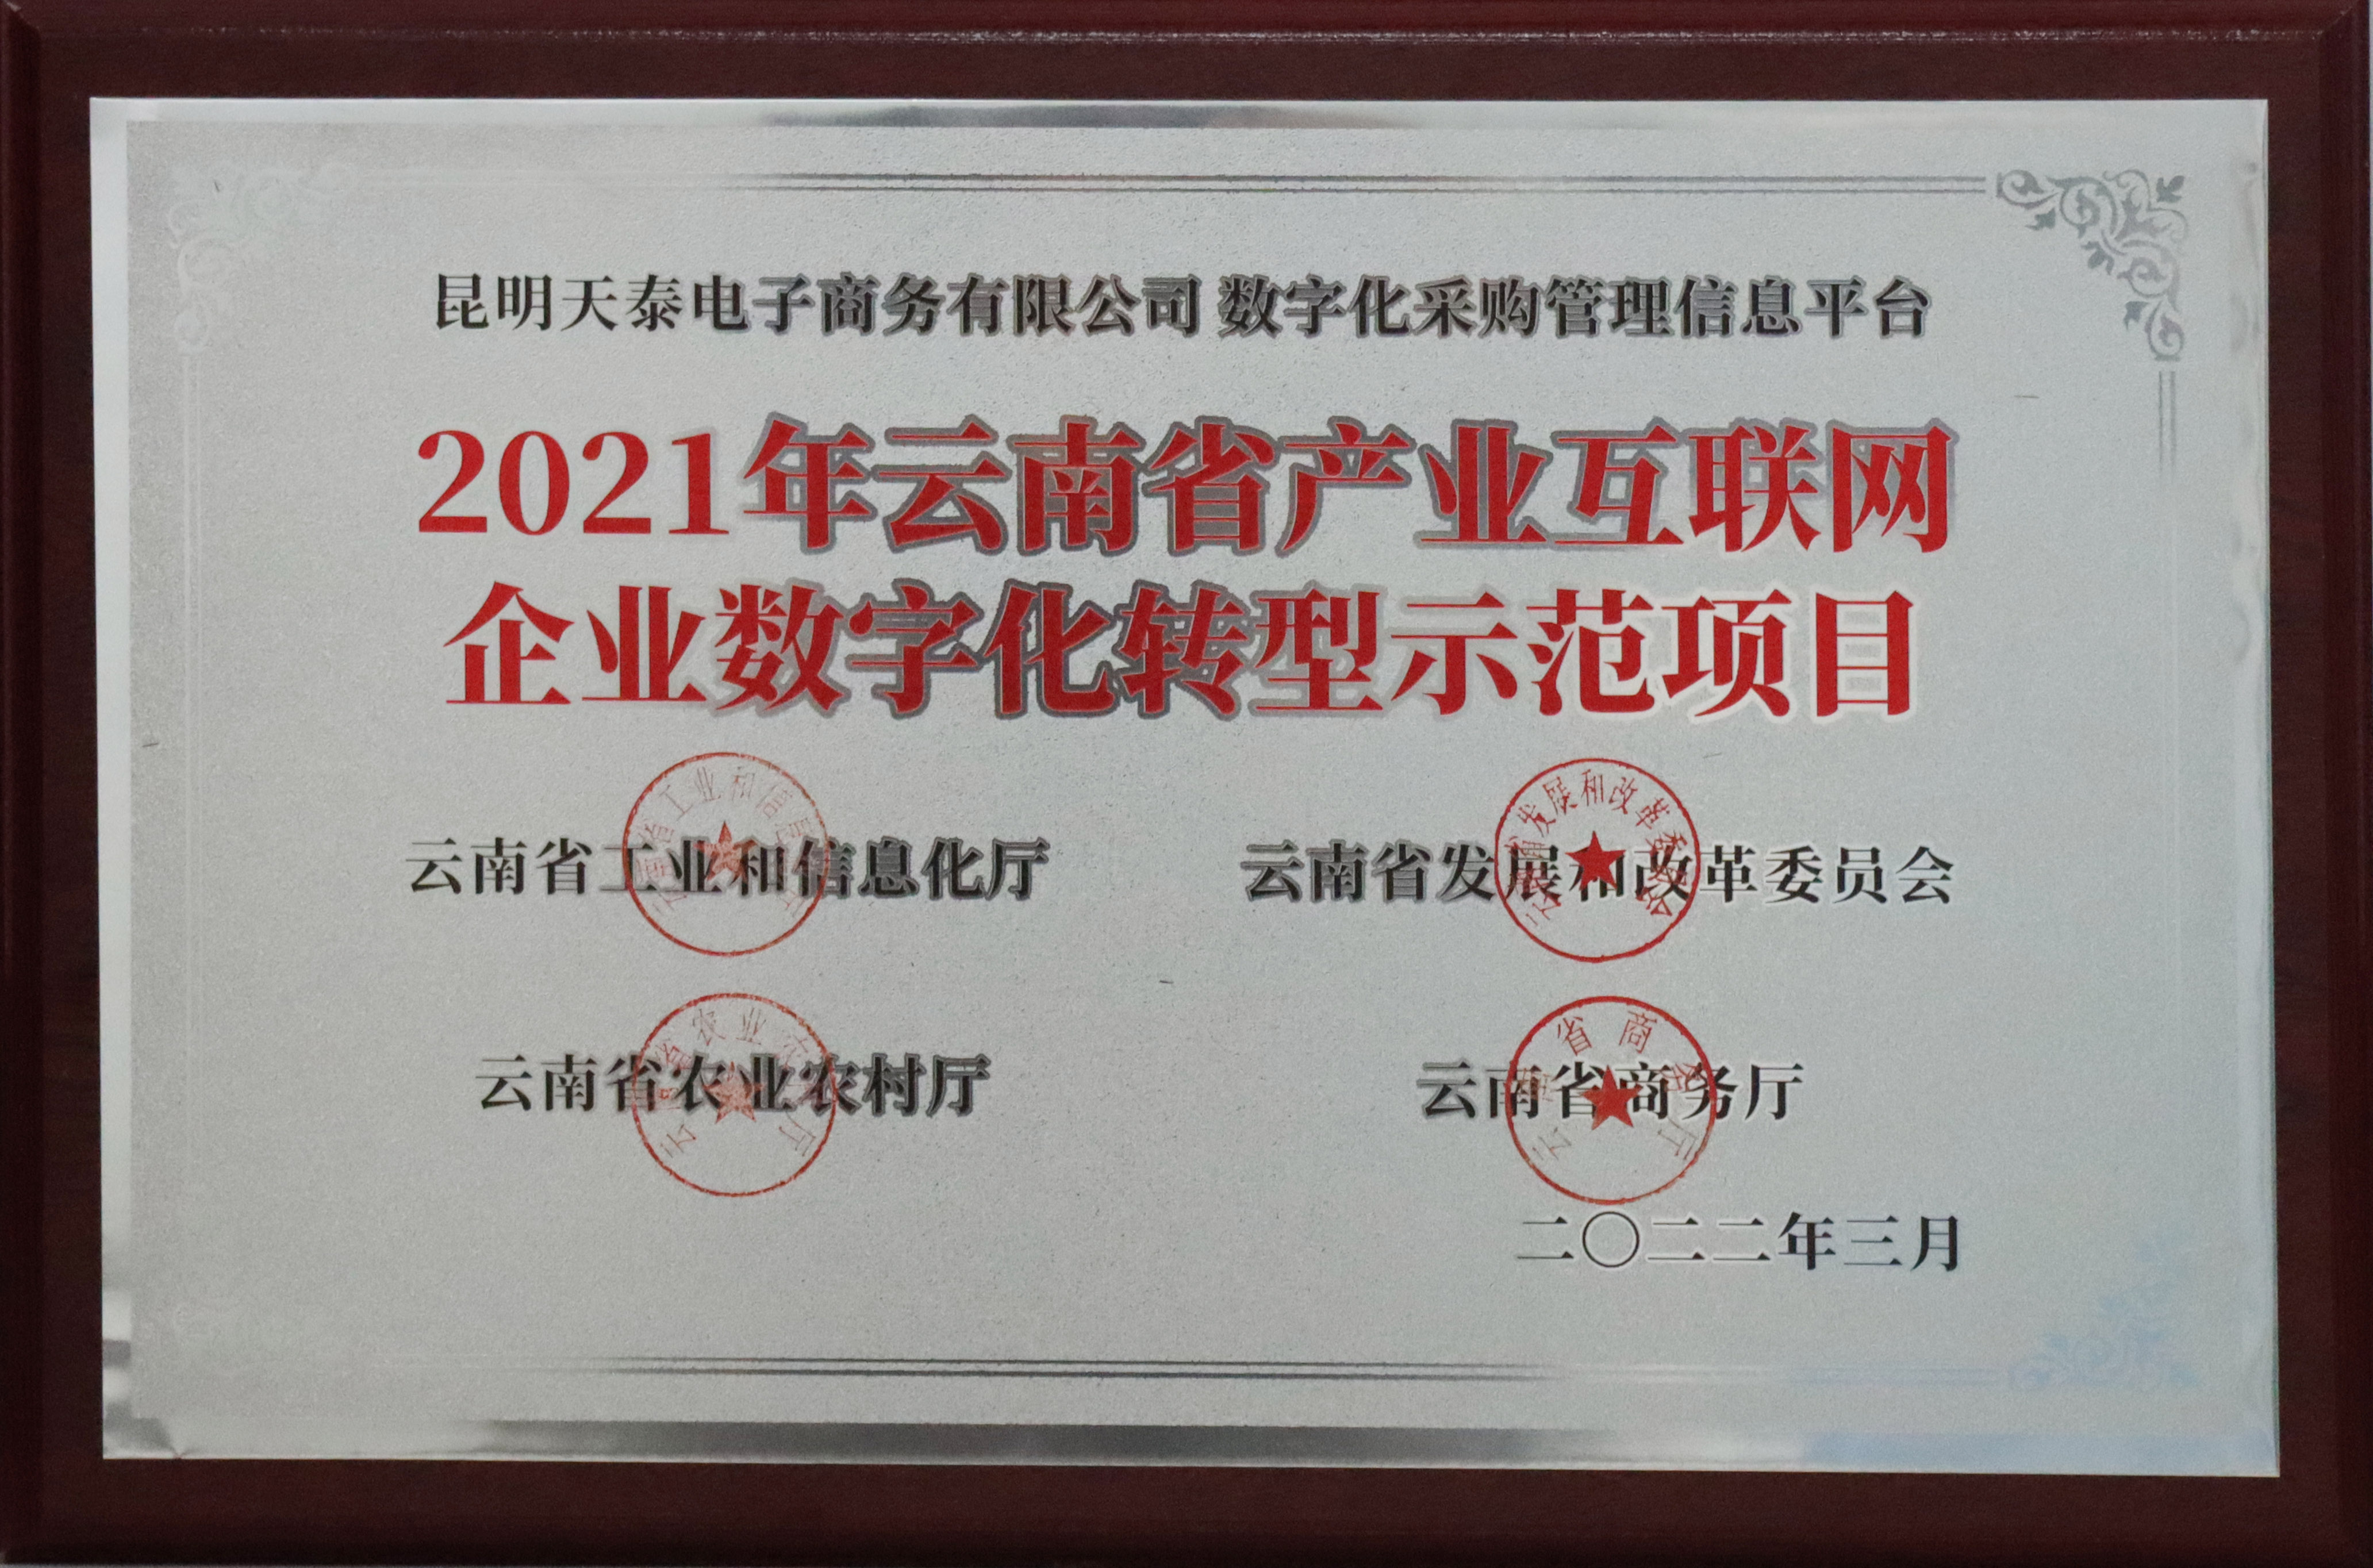 昆明天泰电子商务有限公司 数字化采购管理信息平台
2021年云南省产业互联网
企业数字化转型示范项目
云南省工业和信息化厅 云南省发展和改革委员会
云南省农业农村厅 云南省商务厅
二〇二二年三月